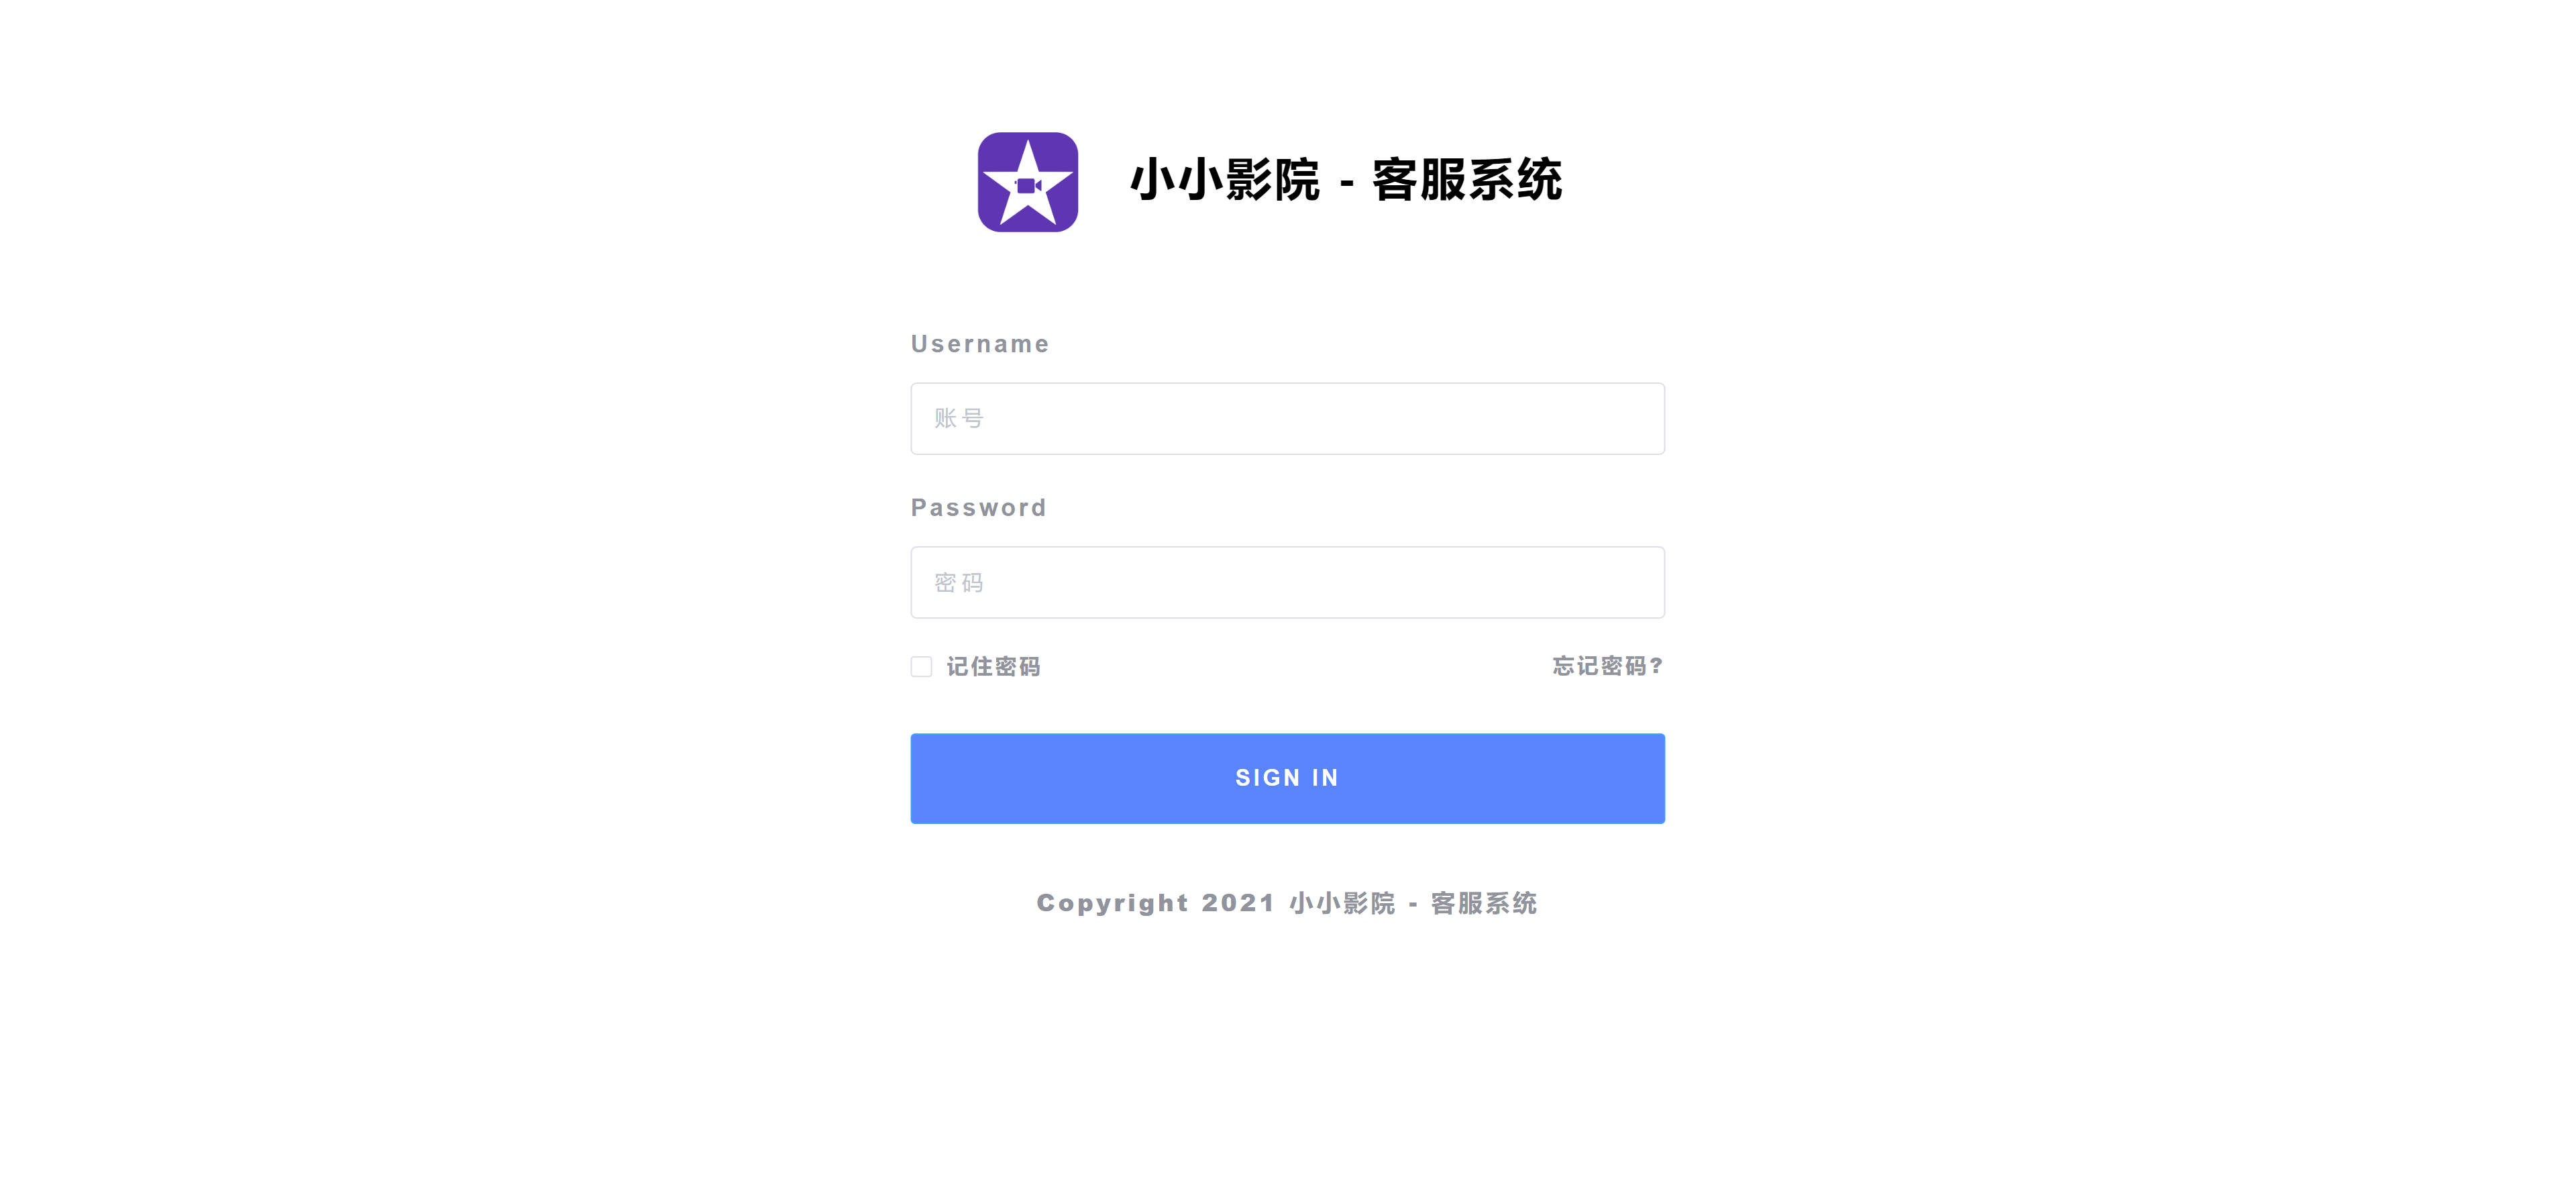 小小影院 - 客服系统
Username
账号
Password
密码
记住密码 忘记密码?
SIGN IN
Copyright 2021 小小影院 - 客服系统